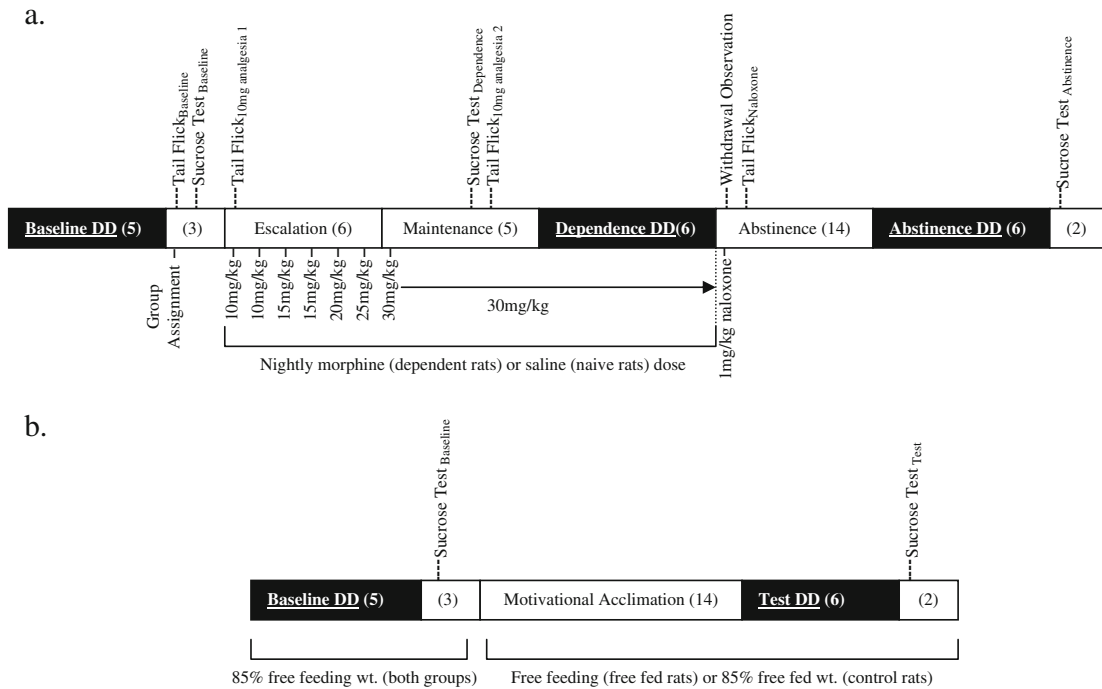 a.
Tail Flick Baseline
Sucrose Test Baseline
Tail Flick 10mg analgesia 1
Sucrose Test Dependence
Tail Flick 10mg analgesia 2
Withdrawal Observation
Tail Flick Naloxone
Sucrose Test Abstinence
Baseline DD (5)
(3)
Escalation (6)
Maintenance (5)
Dependence DD(6)
Abstinence (14)
Abstinence DD (6)
(2)
Group
Assignment
10mg/kg
10mg/kg
15mg/kg
15mg/kg
20mg/kg
25mg/kg
30mg/kg
30mg/kg
1mg/kg naloxone
Nightly morphine (dependent rats) or saline (naive rats) dose
b.
Sucrose Test Baseline
Sucrose Test Test
Baseline DD (5)
(3)
Motivational Acclimation (14)
Test DD (6)
(2)
85% free feeding wt. (both groups)
Free feeding (free fed rats) or 85% free fed wt. (control rats)